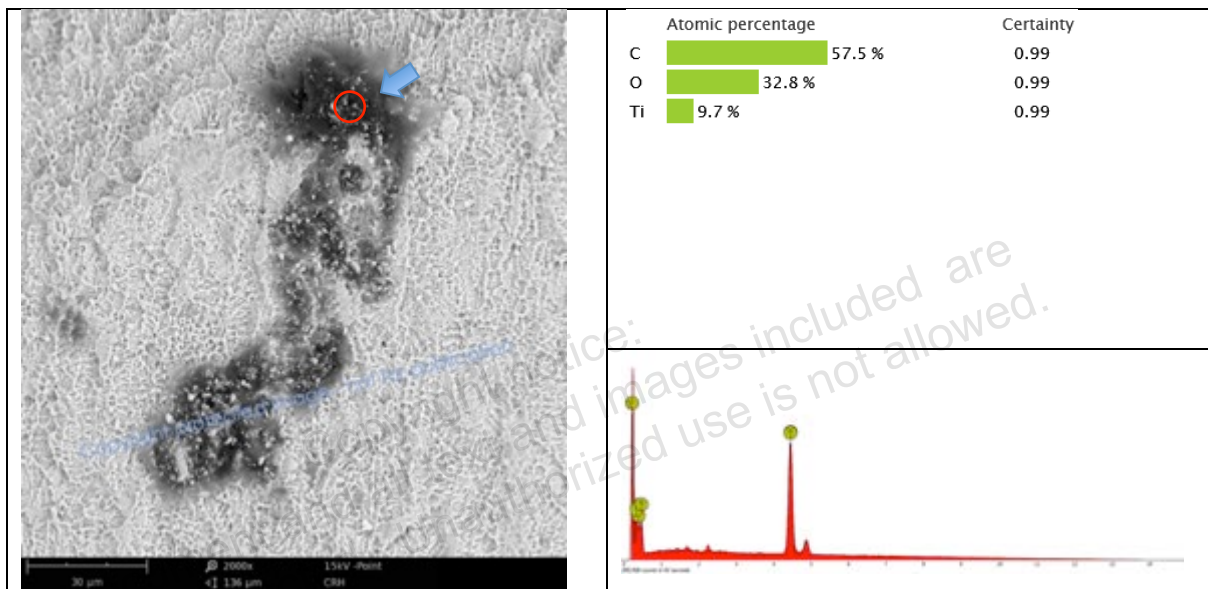 Atomic percentage Certainty
C 57.5 % 0.99
O 32.8 % 0.99
Ti 9.7 % 0.99
images included are
use is not allowed.
30 µm
2000x
136 µm
15kV -Point
CRH